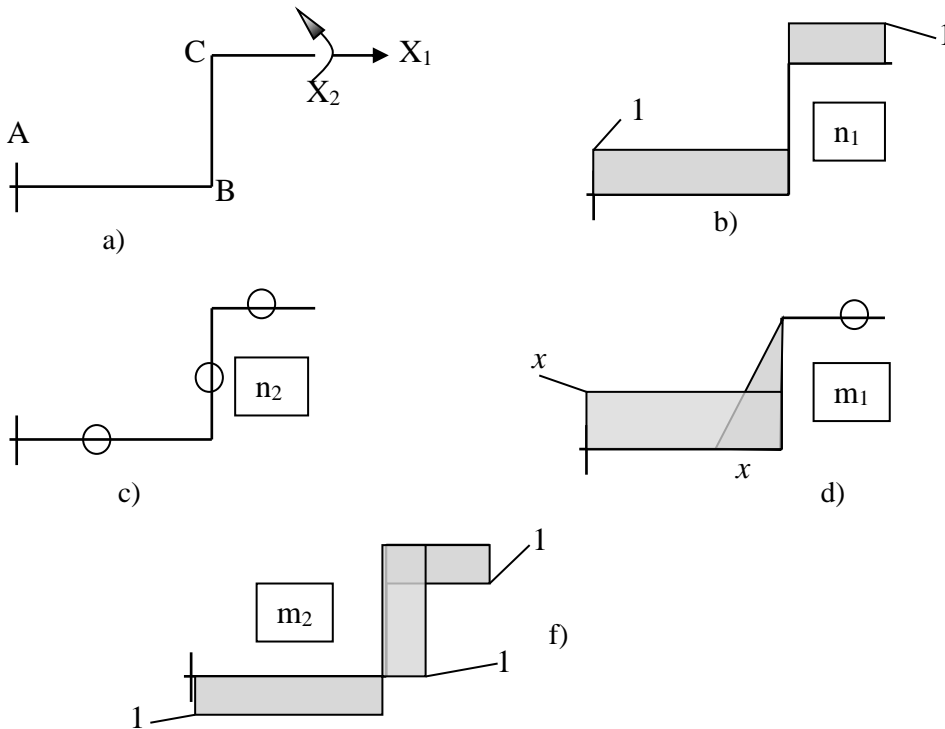 A
C
B
X₁
X₂
a)
1
1
n₁
b)
n₂
c)
x
x
m₁
d)
m₂
1
1
1
f)